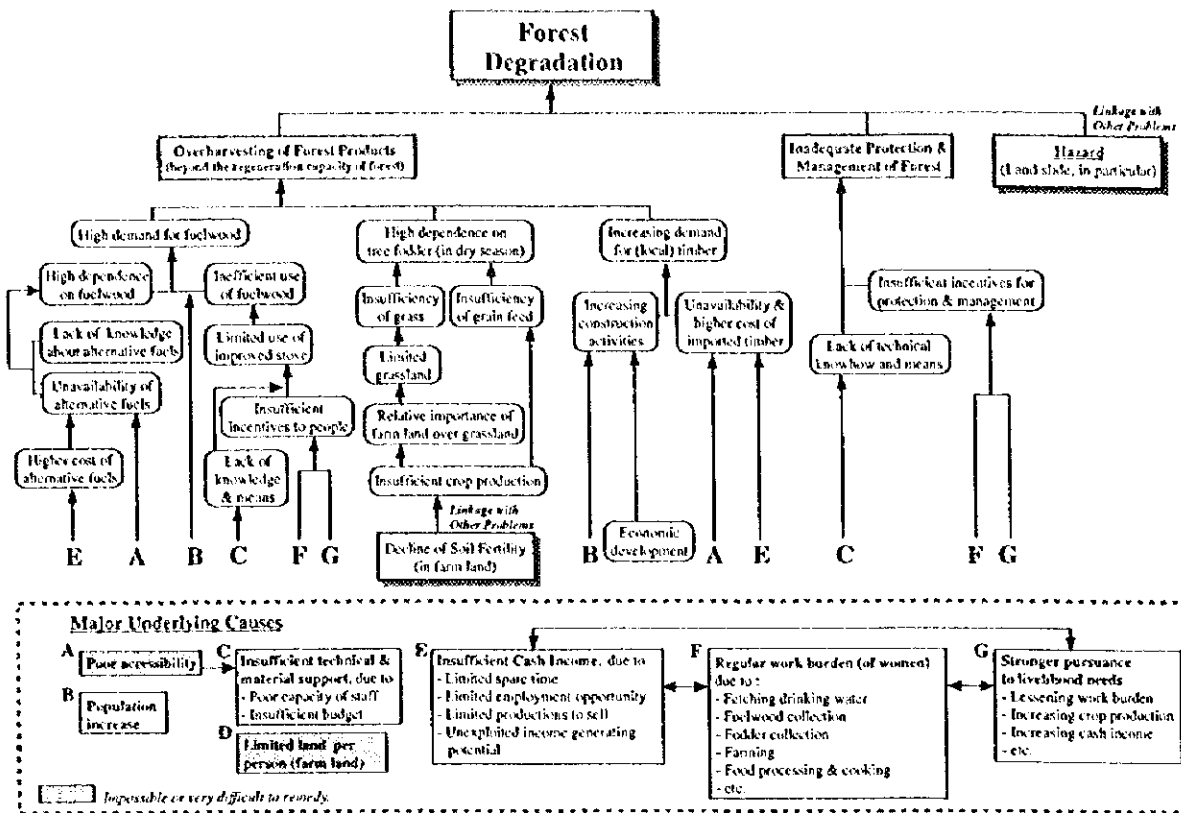 Forest
Degradation
Linkage with
Other Problems
Overharvesting of Forest Products
(beyond the regeneration capacity of forest)
Inadequate Protection &
Management of Forest
Hazard
(Land slide, in particular)
High demand for fuelwood
High dependence on
tree fodder (in dry season)
Increasing demand
for (local) timber
High dependence
on fuelwood
Inefficient use
of fuelwood
Insufficiency
of grass
Insufficiency
of grain feed
Increasing
construction
activities
Unavailability &
higher cost of
imported timber
Insufficient incentives for
protection & management
Lack of knowledge
about alternative fuels
Limited use of
improved stove
Limited
grassland
Lack of technical
knowhow and means
Unavailability of
alternative fuels
Insufficient
incentives to people
Relative importance of
farm land over grassland
Higher cost of
alternative fuels
Lack of
knowledge
& means
Insufficient crop production
Linkage with
Other Problems
Decline of Soil Fertility
(in farm land)
Economic
development
E A B C F G B A E C F G
Major Underlying Causes
A
Poor accessibility
B
Population
increase
C
Insufficient technical &
material support, due to
- Poor capacity of staff
- Insufficient budget
D
Limited land per
person (farm land)
E
Insufficient Cash Income, due to
- Limited spare time
- Limited employment opportunity
- Limited productions to sell
- Unexploited income generating
potential
F
Regular work burden (of women)
due to :
- Fetching drinking water
- Fuelwood collection
- Fodder collection
- Farming
- Food processing & cooking
- etc.
G
Stronger pursuance
to livelihood needs
- Lessening work burden
- Increasing crop production
- Increasing cash income
- etc.
Impossible or very difficult to remedy.